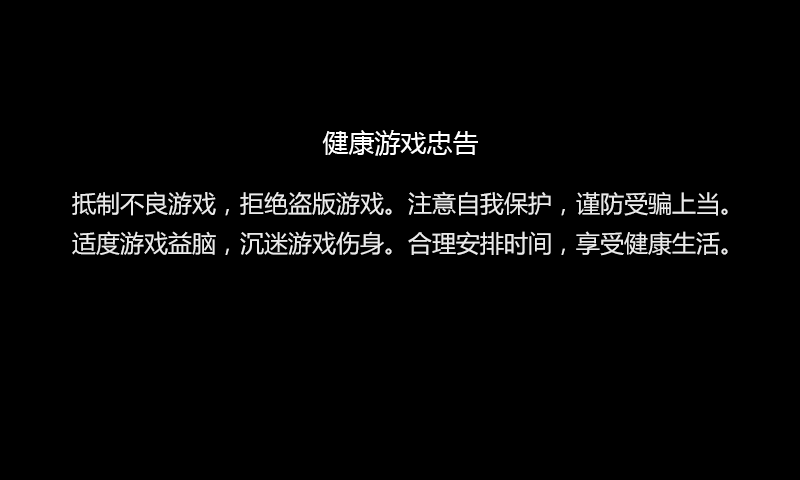 健康游戏忠告
抵制不良游戏，拒绝盗版游戏。注意自我保护，谨防受骗上当。
适度游戏益脑，沉迷游戏伤身。合理安排时间，享受健康生活。